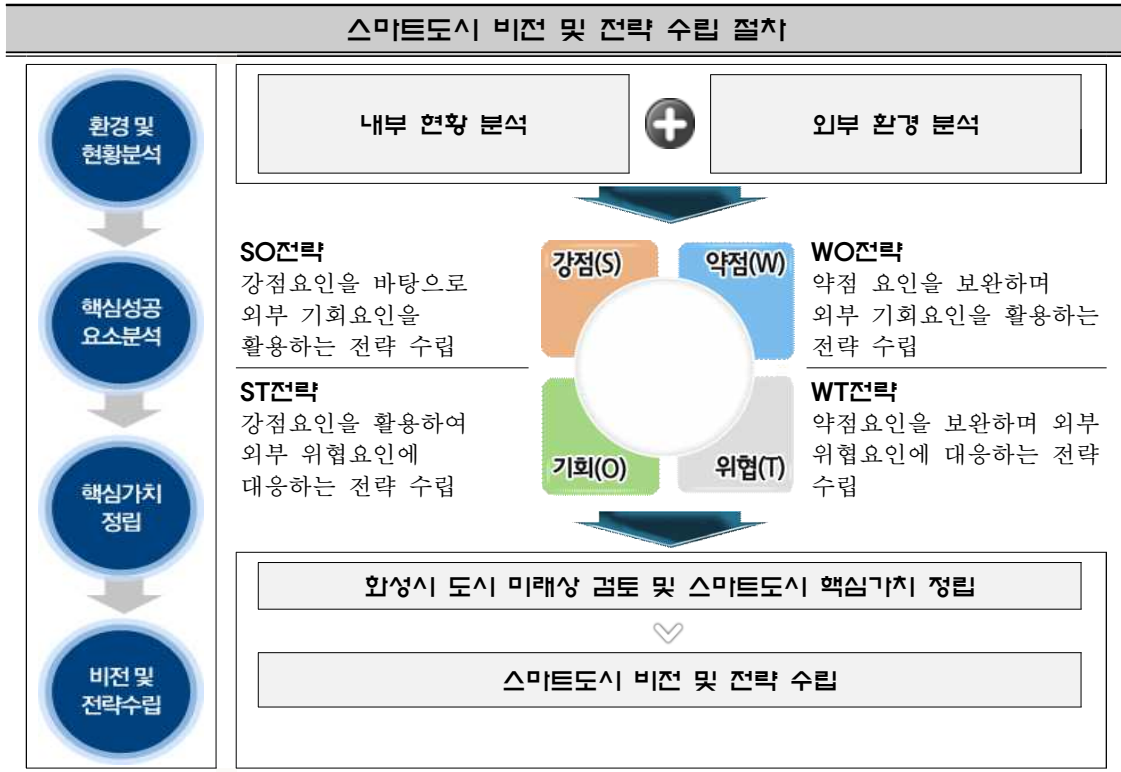 스마트도시 비전 및 전략 수립 절차
환경 및
현황분석
핵심성공
요소분석
핵심가치
정립
비전 및
전략수립
내부 현황 분석
외부 환경 분석
SO전략
강점요인을 바탕으로
외부 기회요인을
활용하는 전략 수립
ST전략
강점요인을 활용하여
외부 위협요인에
대응하는 전략 수립
강점(S)
약점(W)
기회(O)
위협(T)
WO전략
약점 요인을 보완하며
외부 기회요인을 활용하는
전략 수립
WT전략
약점요인을 보완하며 외부
위협요인에 대응하는 전략
수립
화성시 도시 미래상 검토 및 스마트도시 핵심가치 정립
스마트도시 비전 및 전략 수립